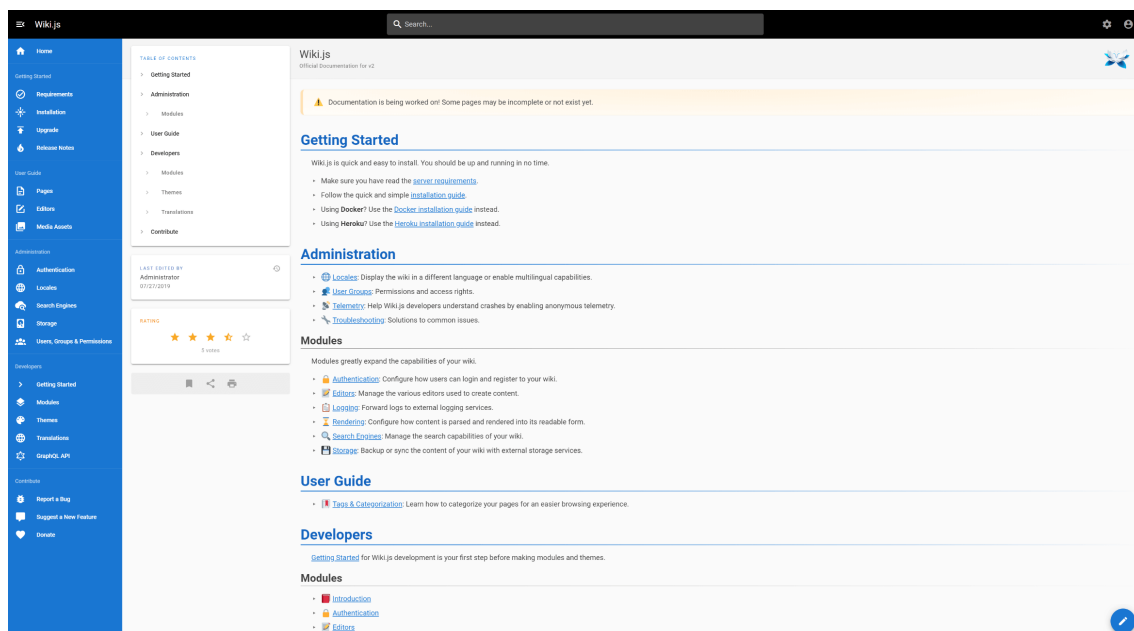 Wiki.js
Search...
Home
Getting Started
Requirements
Installation
Upgrade
Release Notes
User Guide
Pages
Editors
Media Assets
Administration
Authentication
Locales
Search Engines
Storage
Users, Groups & Permissions
Developers
Getting Started
Modules
Themes
Translations
GraphQL API
Contribute
Report a Bug
Suggest a New Feature
Donate
TABLE OF CONTENTS
Getting Started
Administration
Modules
User Guide
Developers
Modules
Themes
Translations
Contribute
LAST EDITED BY
Administrator
07/27/2019
RATING
5 votes
Wiki.js
Official Documentation for v2
Documentation is being worked on! Some pages may be incomplete or not exist yet.
Getting Started
Wiki.js is quick and easy to install. You should be up and running in no time.
Make sure you have read the server requirements.
Follow the quick and simple installation guide.
Using Docker? Use the Docker installation guide instead.
Using Heroku? Use the Heroku installation guide instead.
Administration
Locales: Display the wiki in a different language or enable multilingual capabilities.
User Groups: Permissions and access rights.
Telemetry: Help Wiki.js developers understand crashes by enabling anonymous telemetry.
Troubleshooting: Solutions to common issues.
Modules
Modules greatly expand the capabilities of your wiki.
Authentication: Configure how users can login and register to your wiki.
Editors: Manage the various editors used to create content.
Logging: Forward logs to external logging services.
Rendering: Configure how content is parsed and rendered into its readable form.
Search Engines: Manage the search capabilities of your wiki.
Storage: Backup or sync the content of your wiki with external storage services.
User Guide
Tags & Categorization: Learn how to categorize your pages for an easier browsing experience.
Developers
Getting Started for Wiki.js development is your first step before making modules and themes.
Modules
Introduction
Authentication
Editors